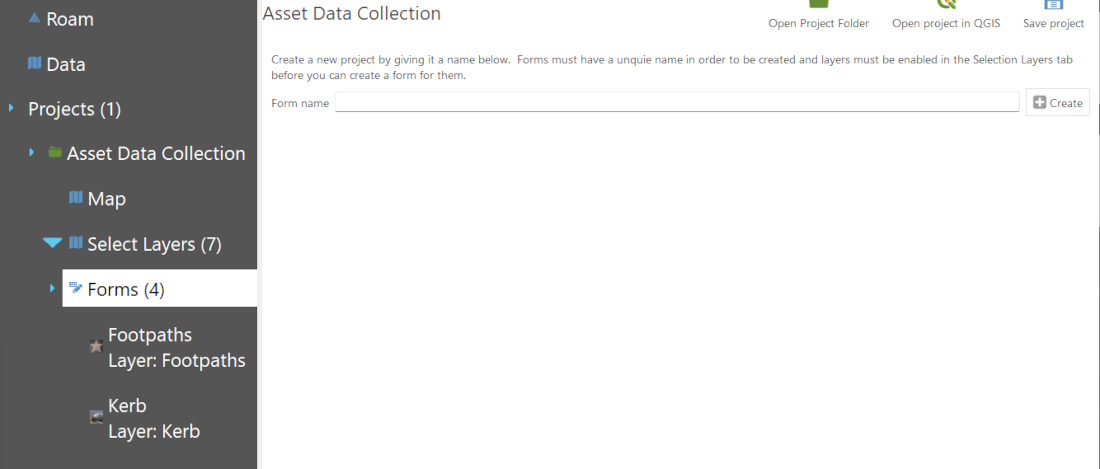 Roam
Data
Projects (1)
Asset Data Collection
Map
Select Layers (7)
Forms (4)
Footpaths
Layer: Footpaths
Kerb
Layer: Kerb
Asset Data Collection
Open Project Folder
Open project in QGIS
Save project
Create a new project by giving it a name below.  Forms must have a unquie name in order to be created and layers must be enabled in the Selection Layers tab
before you can create a form for them.
Form name
Create